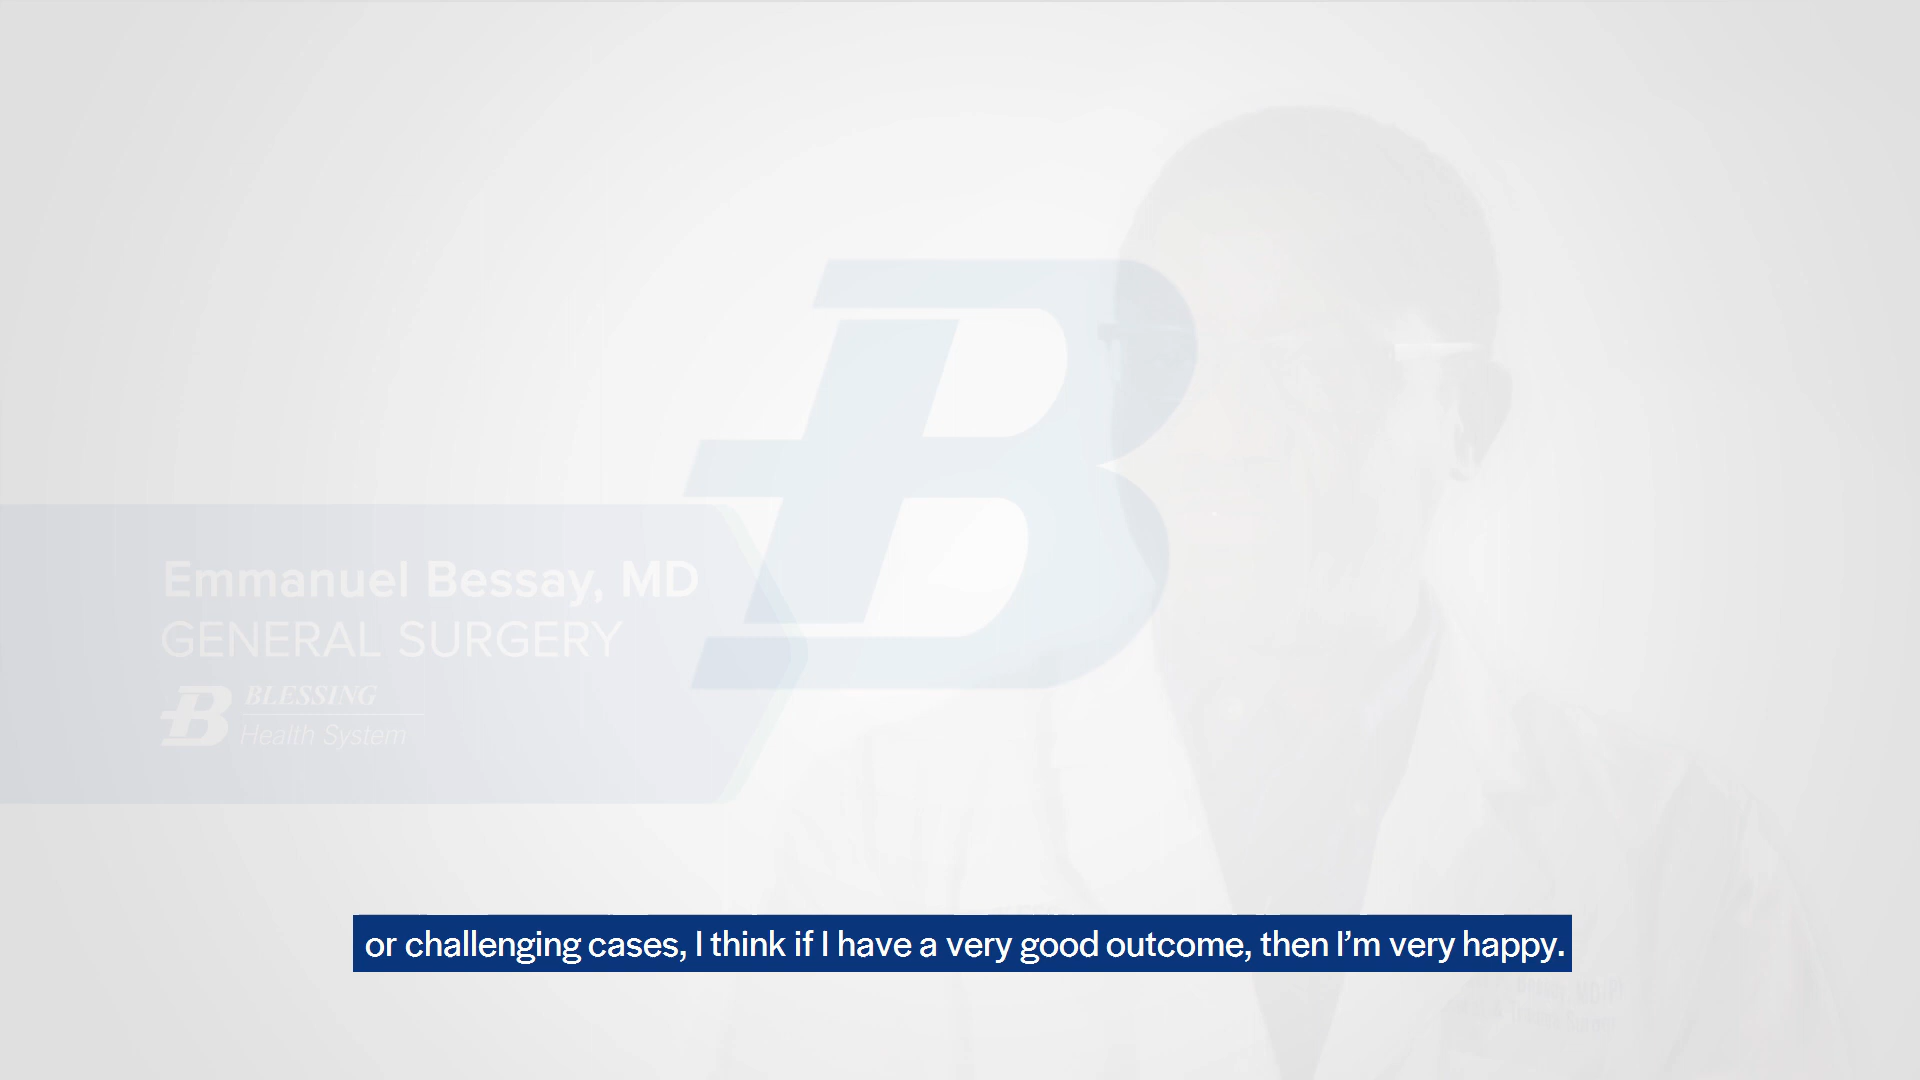 Emmanuel Bessay, MD
GENERAL SURGERY
BLESSING
Health System
or challenging cases, I think if I have a very good outcome, then I'm very happy.